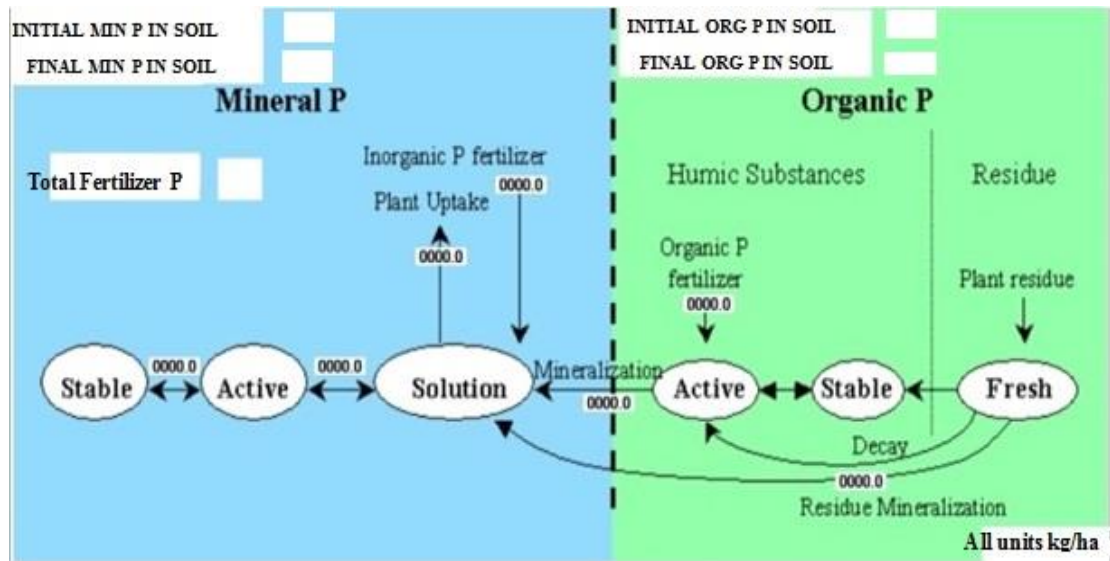 INITIAL MIN P IN SOIL
FINAL MIN P IN SOIL
INITIAL ORG P IN SOIL
FINAL ORG P IN SOIL
Mineral P
Organic P
Total Fertilizer P
Inorganic P fertilizer
0000.0
Plant Uptake
0000.0
Humic Substances
Residue
Organic P
fertilizer
0000.0
Plant residue
Stable
0000.0
Active
0000.0
Solution
Mineralization
0000.0
Active
Stable
Fresh
Decay
0000.0
Residue Mineralization
All units kg/ha